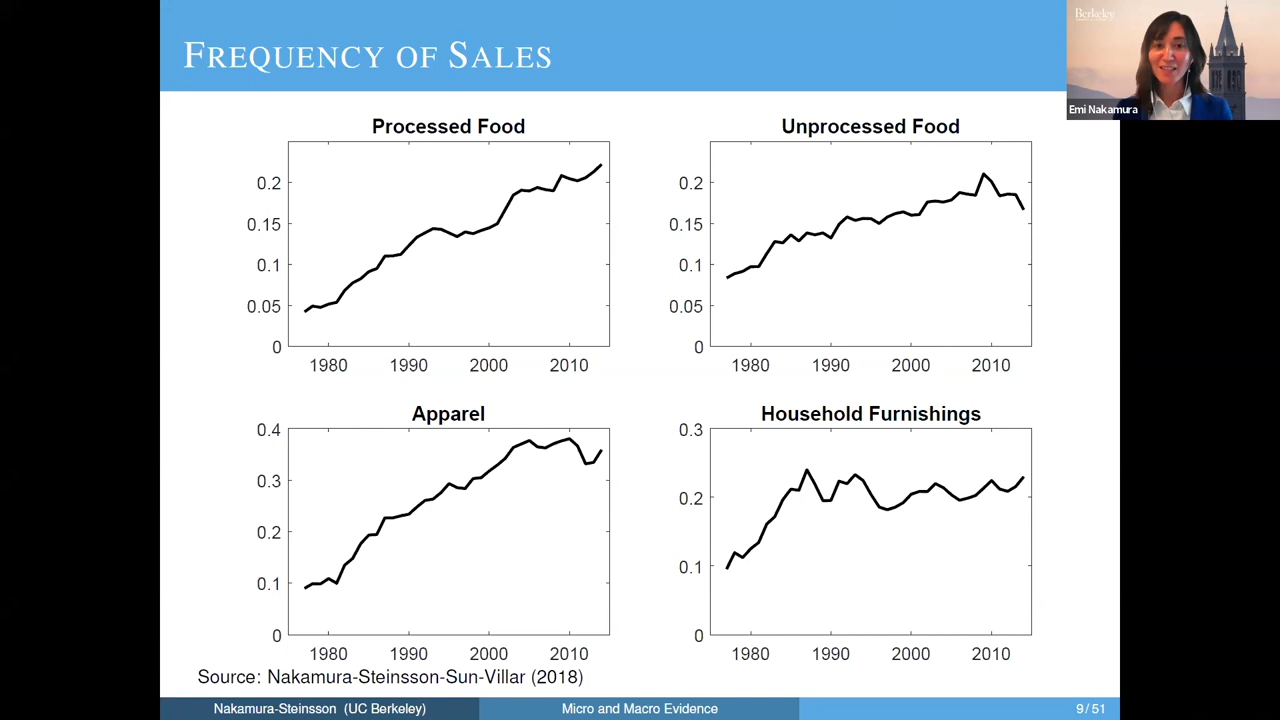 FREQUENCY OF SALES
Berkeley
Emi Nakamura
Processed Food
0.2
0.15
0.1
0.05
0
1980 1990 2000 2010
Unprocessed Food
0.2
0.15
0.1
0.05
0
1980 1990 2000 2010
Apparel
0.4
0.3
0.2
0.1
0
1980 1990 2000 2010
Household Furnishings
0.3
0.2
0.1
0
1980 1990 2000 2010
Source: Nakamura-Steinsson-Sun-Villar (2018)
Nakamura-Steinsson (UC Berkeley) Micro and Macro Evidence 9 / 51